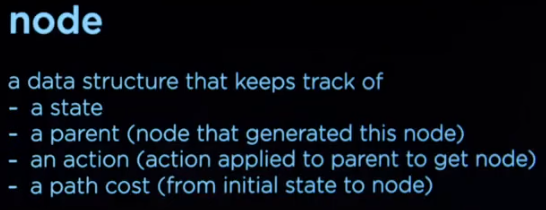 node
a data structure that keeps track of
- a state
- a parent (node that generated this node)
- an action (action applied to parent to get node)
- a path cost (from initial state to node)